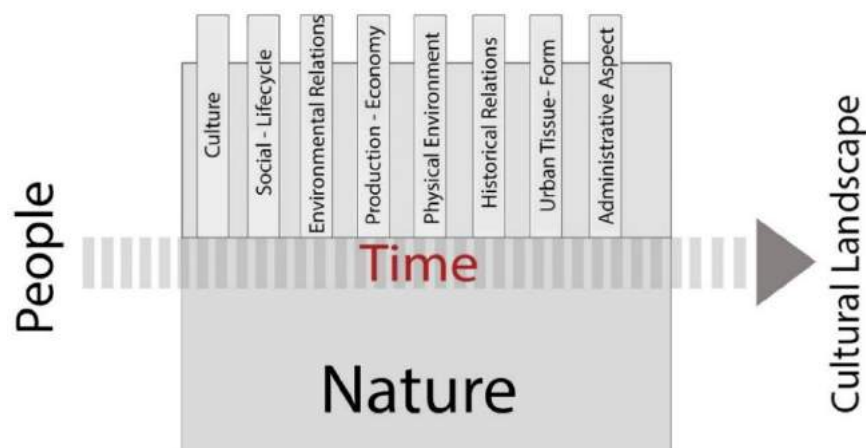 People
Culture
Social - Lifecycle
Environmental Relations
Production - Economy
Physical Environment
Historical Relations
Urban Tissue- Form
Administrative Aspect
Time
Nature
Cultural Landscape